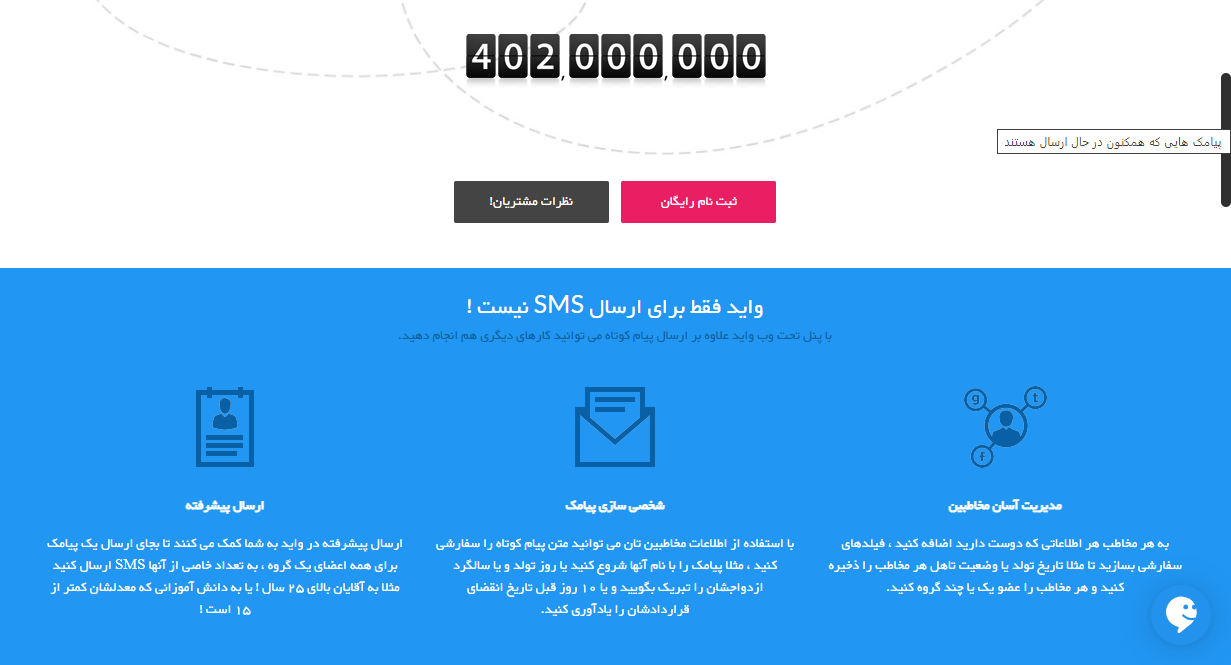 402,000,000
پیامک هایی که همکنون در حال ارسال هستند
ثبت نام رایگان
نظرات مشتریان!
واید فقط برای ارسال SMS نیست !
با پنل تحت وب واید علاوه بر ارسال پیام کوتاه می توانید کارهای دیگری هم انجام دهید.
g
t
f
مدیریت آسان مخاطبین
به هر مخاطب هر اطلاعاتی که دوست دارید اضافه کنید ، فیلدهای
سفارشی بسازید تا مثلا تاریخ تولد یا وضعیت تاهل هر مخاطب را ذخیره
کنید و هر مخاطب را عضو یک یا چند گروه کنید.
شخصی سازی پیامک
با استفاده از اطلاعات مخاطبین تان می توانید متن پیام کوتاه را سفارشی
کنید ، مثلا پیامک را با نام آنها شروع کنید یا روز تولد و یا سالگرد
ازدواجشان را تبریک بگویید و یا ۱۰ روز قبل تاریخ انقضای
قراردادشان را یادآوری کنید.
ارسال پیشرفته
ارسال پیشرفته در واید به شما کمک می کنند تا بجای ارسال یک پیامک
برای همه اعضای یک گروه ، به تعداد خاصی از آنها SMS ارسال کنید
مثلا به آقایان بالای ۲۵ سال ! یا به دانش آموزانی که معدلشان کمتر از
۱۵ است !